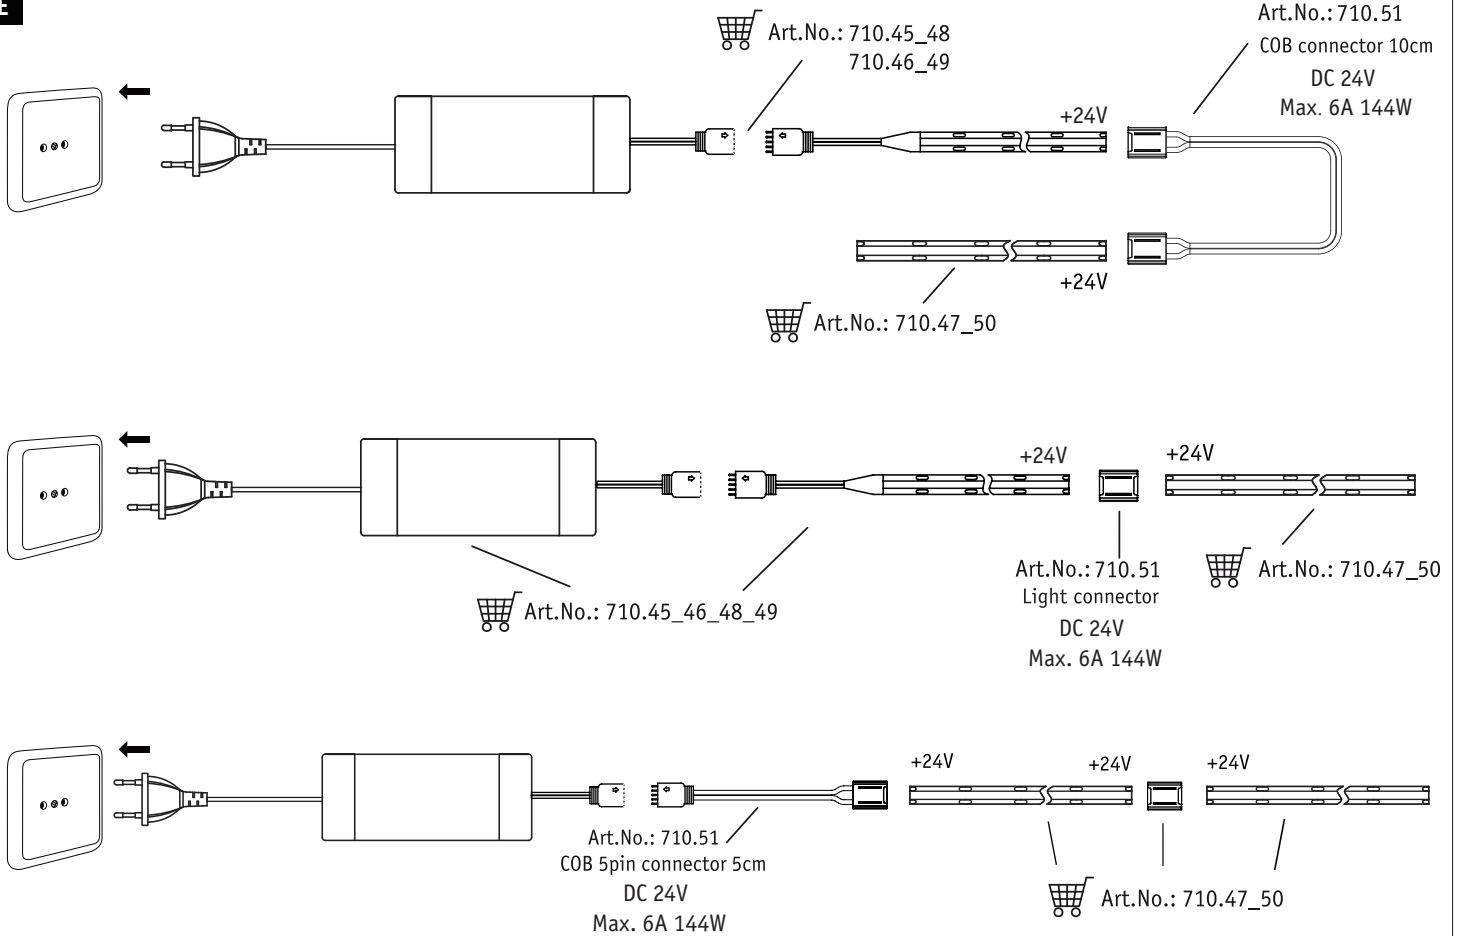 E
Art.No.: 710.45_48
710.46_49
Art.No.: 710.51
COB connector 10cm
DC 24V
Max. 6A 144W
+24V
+24V
Art.No.: 710.47_50
+24V
+24V
Art.No.: 710.45_46_48_49
Art.No.: 710.51
Light connector
DC 24V
Max. 6A 144W
Art.No.: 710.47_50
+24V
+24V
+24V
Art.No.: 710.51
COB 5pin connector 5cm
DC 24V
Max. 6A 144W
Art.No.: 710.47_50